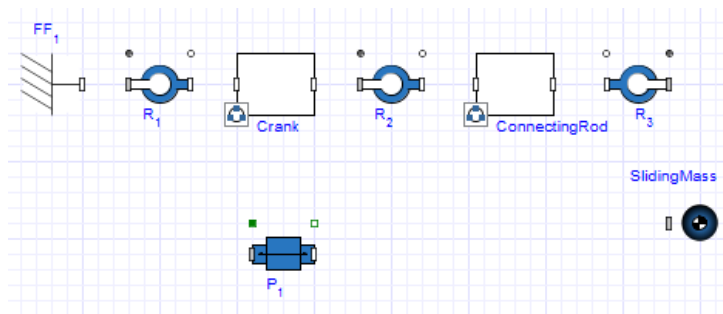 FF1
R1
Crank
R2
ConnectingRod
R3
SlidingMass
P1